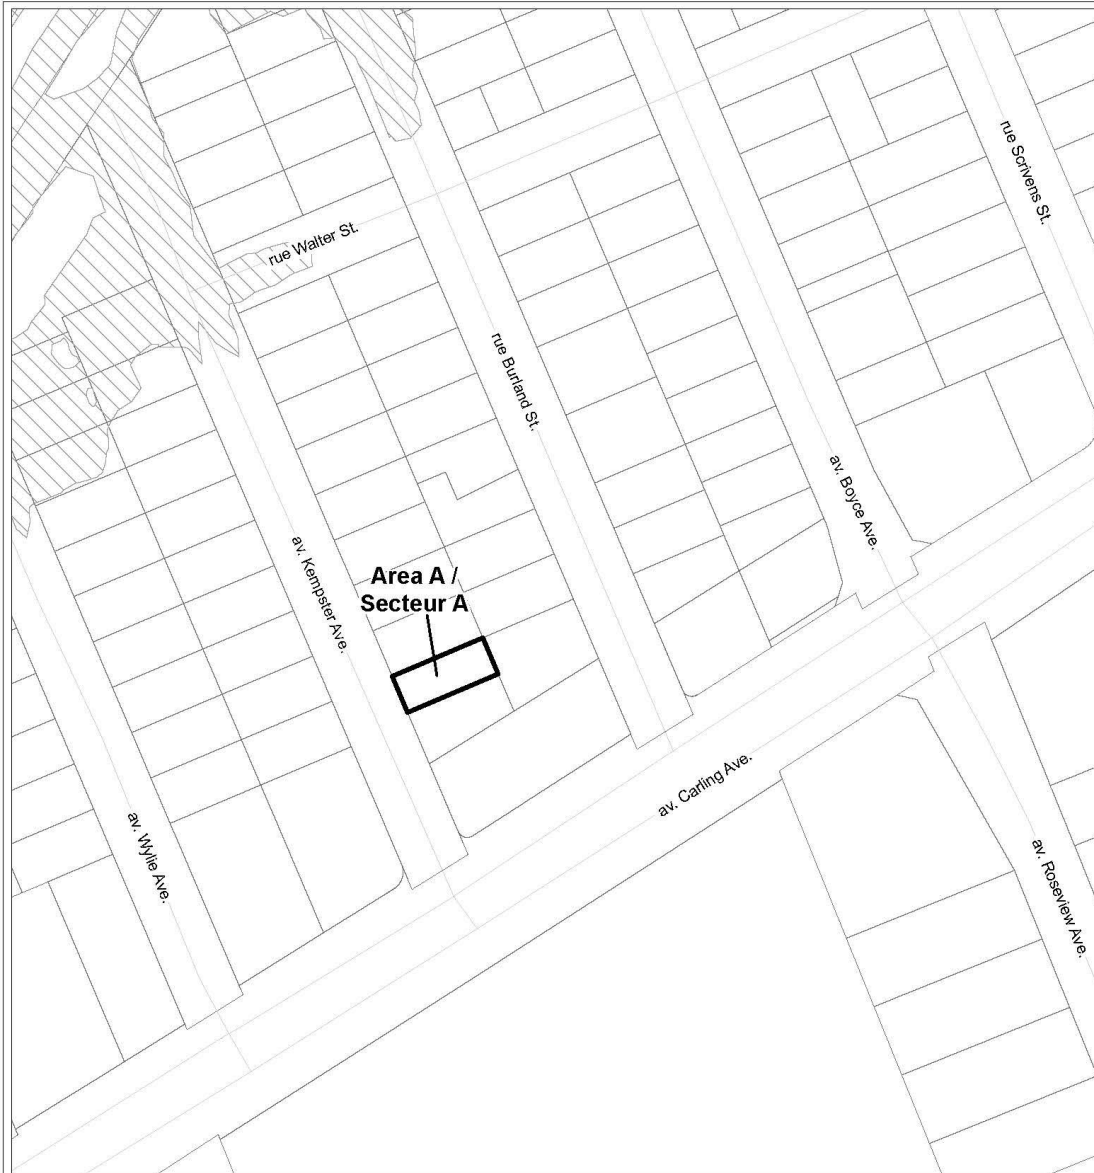 rue Scrivens St.
rue Walter St.
rue Burland St.
av. Boyce Ave.
av. Kempster Ave.
Area A /
Secteur A
av. Carling Ave.
av. Wylie Ave.
av. Roseview Ave.